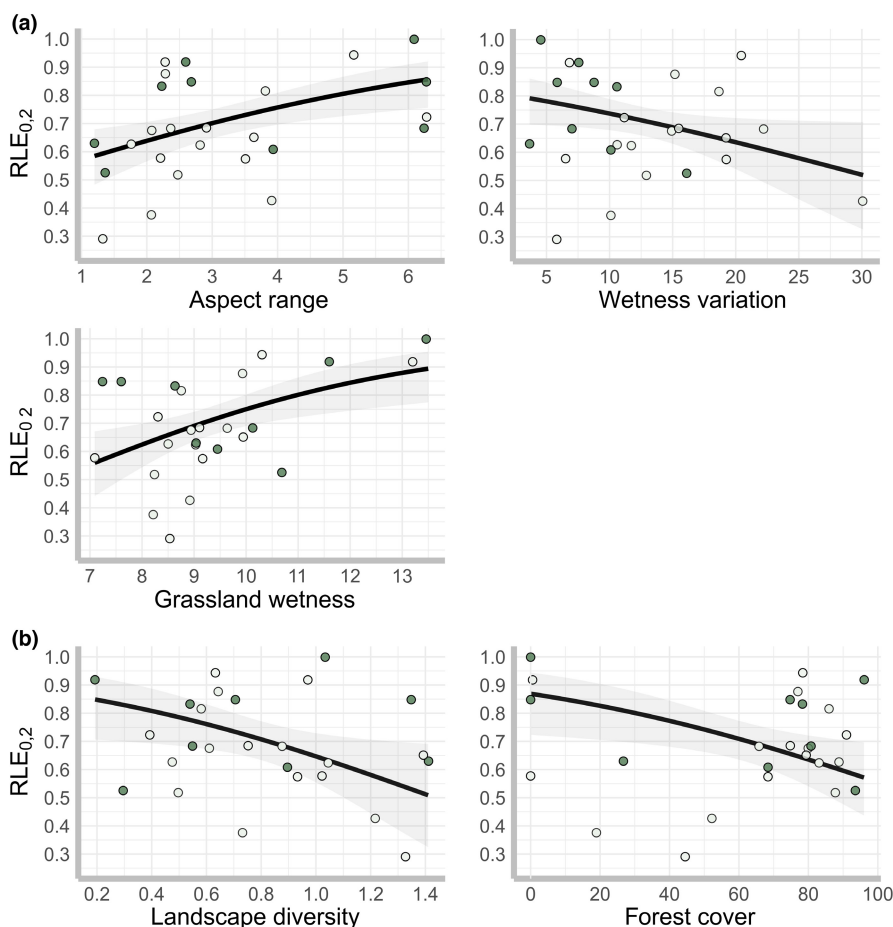 (a)
1.0
0.9
0.8
0.7
0.6
0.5
0.4
0.3
RLE0,2
1 2 3 4 5 6
Aspect range
1.0
0.9
0.8
0.7
0.6
0.5
0.4
0.3
RLE0,2
5 10 15 20 25 30
Wetness variation
1.0
0.9
0.8
0.7
0.6
0.5
0.4
0.3
RLE0 2
7 8 9 10 11 12 13
Grassland wetness
(b)
1.0
0.9
0.8
0.7
0.6
0.5
0.4
0.3
RLE0,2
0.2 0.4 0.6 0.8 1.0 1.2 1.4
Landscape diversity
1.0
0.9
0.8
0.7
0.6
0.5
0.4
0.3
RLE0,2
0 20 40 60 80 100
Forest cover